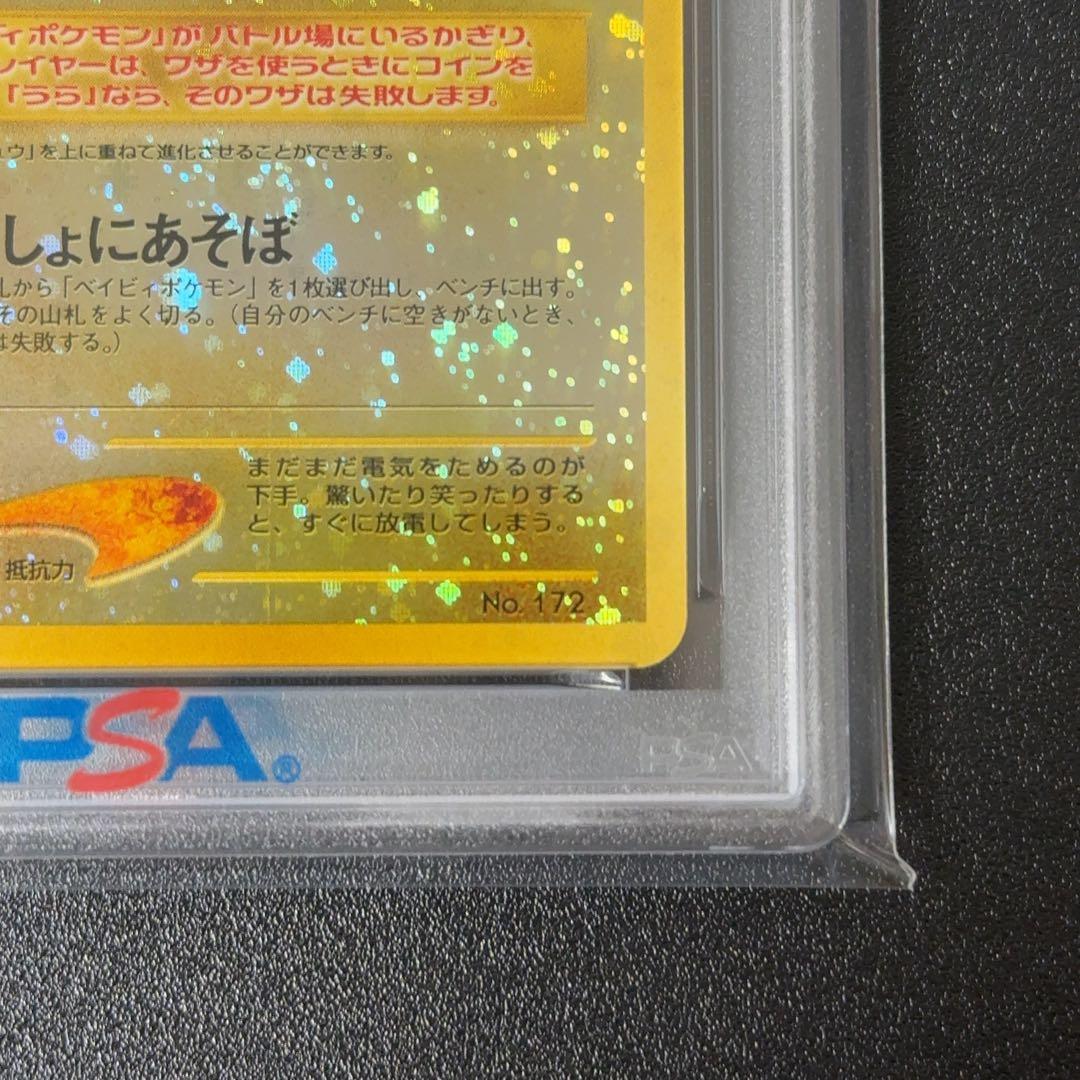 ィポケモン」がバトル場にいるかぎり、
レイヤーは、ワザを使うときにコインを
「うら」なら、そのワザは失敗します。
ュウ」を上に重ねて進化させることができます。
しょにあそぼ
札から「ベイビィポケモン」を1枚選び出し、ベンチに出す。
その山札をよく切る。（自分のベンチに空きがないとき、
は失敗する。）
まだまだ電気をためるのが
下手。驚いたり笑ったりする
と、すぐに放電してしまう。
抵抗力
No. 172
PSA®
PSA